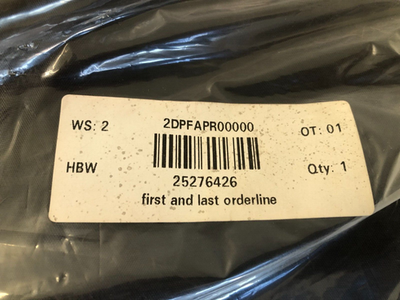 WS: 2 2DPFAPR00000 OT: 01
HBW Qty: 1
25276426
first and last orderline